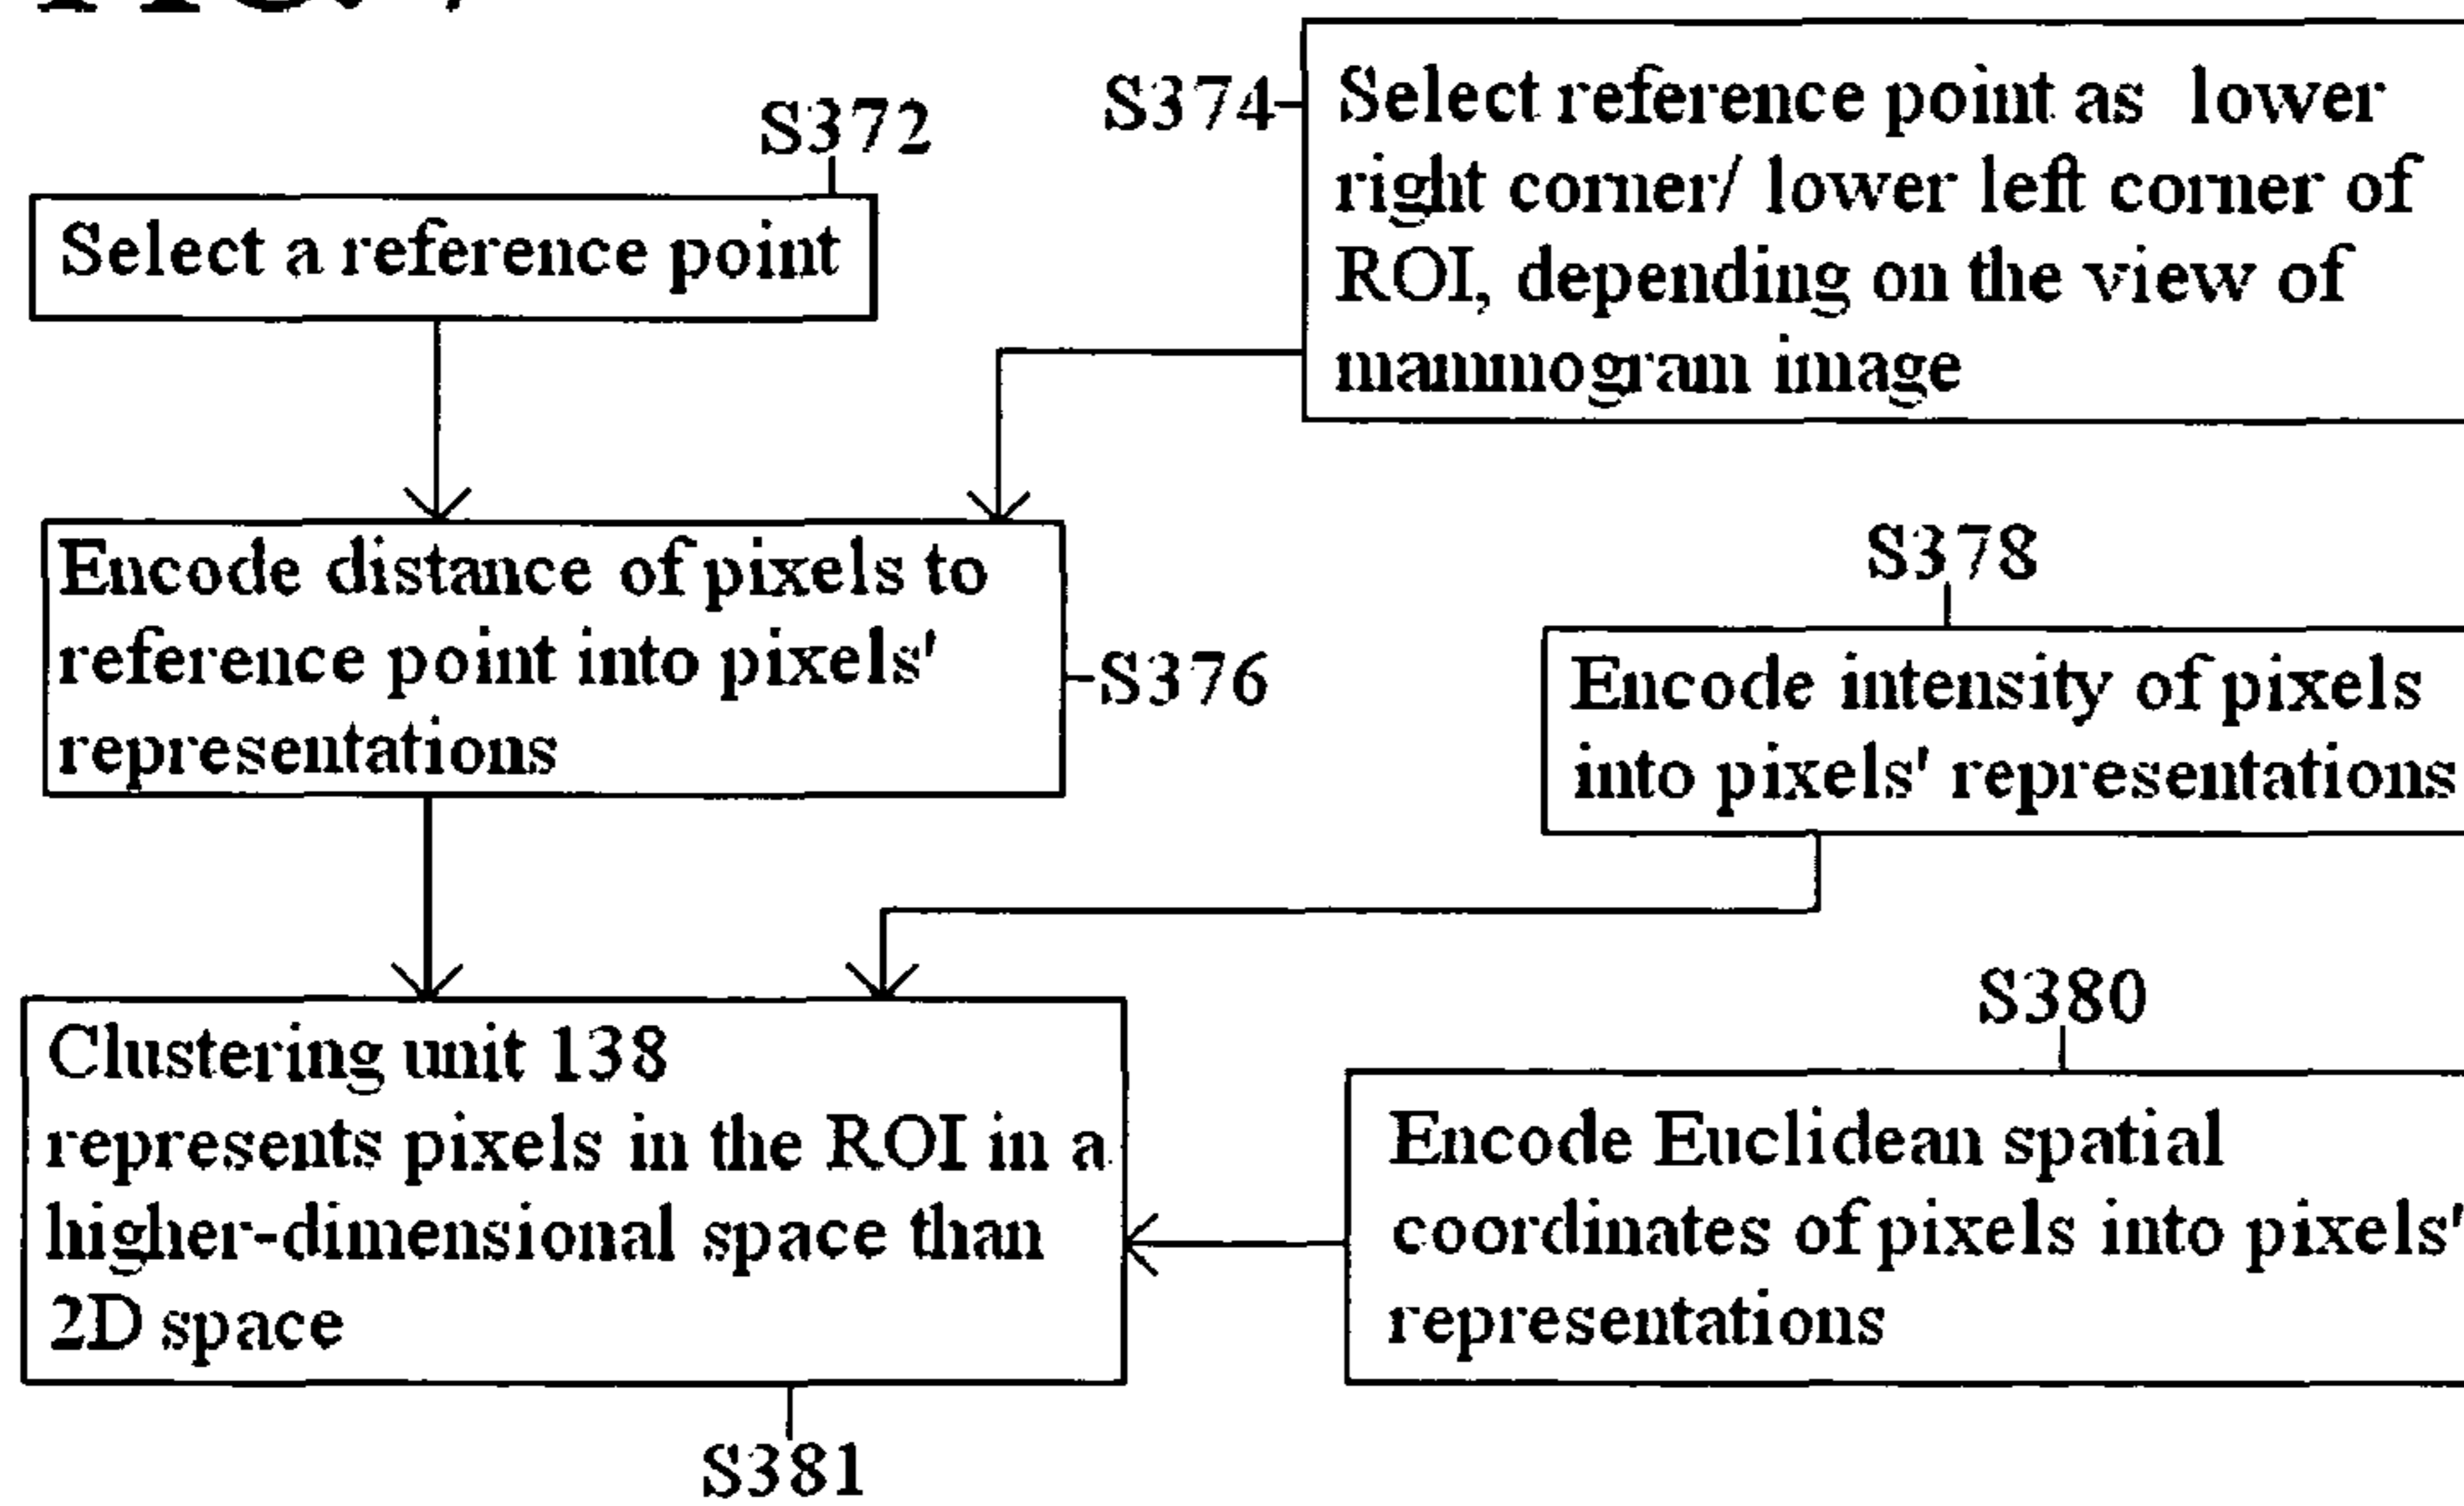 S372
Select a reference point
S374
Select reference point as lower
right corner/ lower left corner of
ROI, depending on the view of
mammogram image
Encode distance of pixels to
reference point into pixels'
representations
S376
S378
Encode intensity of pixels
into pixels' representations
Clustering unit 138
represents pixels in the ROI in a
higher-dimensional space than
2D space
S381
S380
Encode Euclidean spatial
coordinates of pixels into pixels'
representations